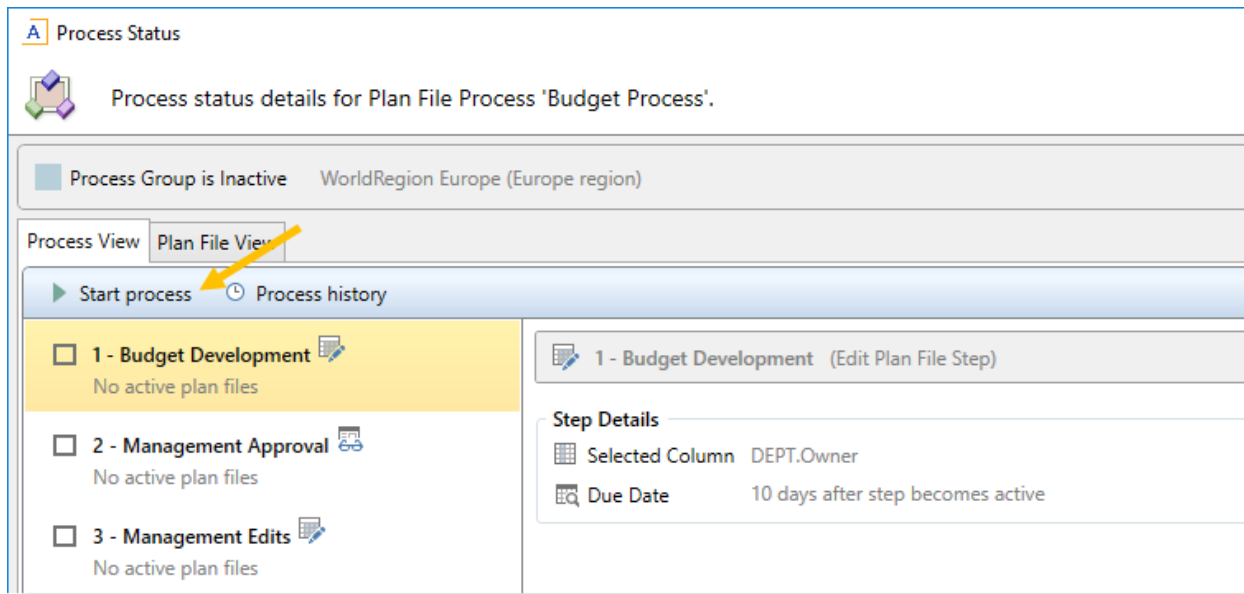 A Process Status
Process status details for Plan File Process 'Budget Process'.
Process Group is Inactive WorldRegion Europe (Europe region)
Process View Plan File View
Start process Process history
1 - Budget Development
No active plan files
2 - Management Approval
No active plan files
3 - Management Edits
No active plan files
1 - Budget Development (Edit Plan File Step)
Step Details
Selected Column DEPT.Owner
Due Date 10 days after step becomes active